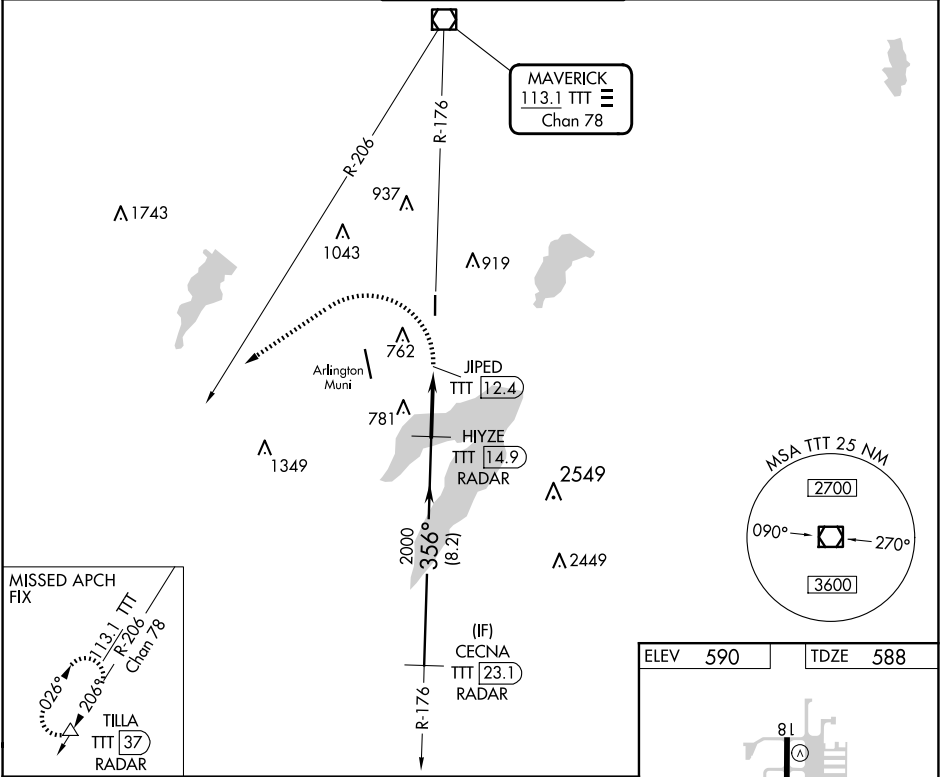 MAVERICK
113.1 TTT
Chan 78
R-176
R-206
937
1743
1043
919
762
Arlington
Muni
JIPED
TTT 12.4
781
HIYZE
TTT 14.9
RADAR
1349
2549
2000
356°
(8.2)
2449
MSA TTT 25 NM
2700
090°
270°
3600
MISSED APCH
FIX
113.1 TTT
R-206
Chan 78
026°
206°
TILLA
TTT 37
RADAR
(IF)
CECNA
TTT 23.1
RADAR
R-176
ELEV 590
TDZE 588
18
V